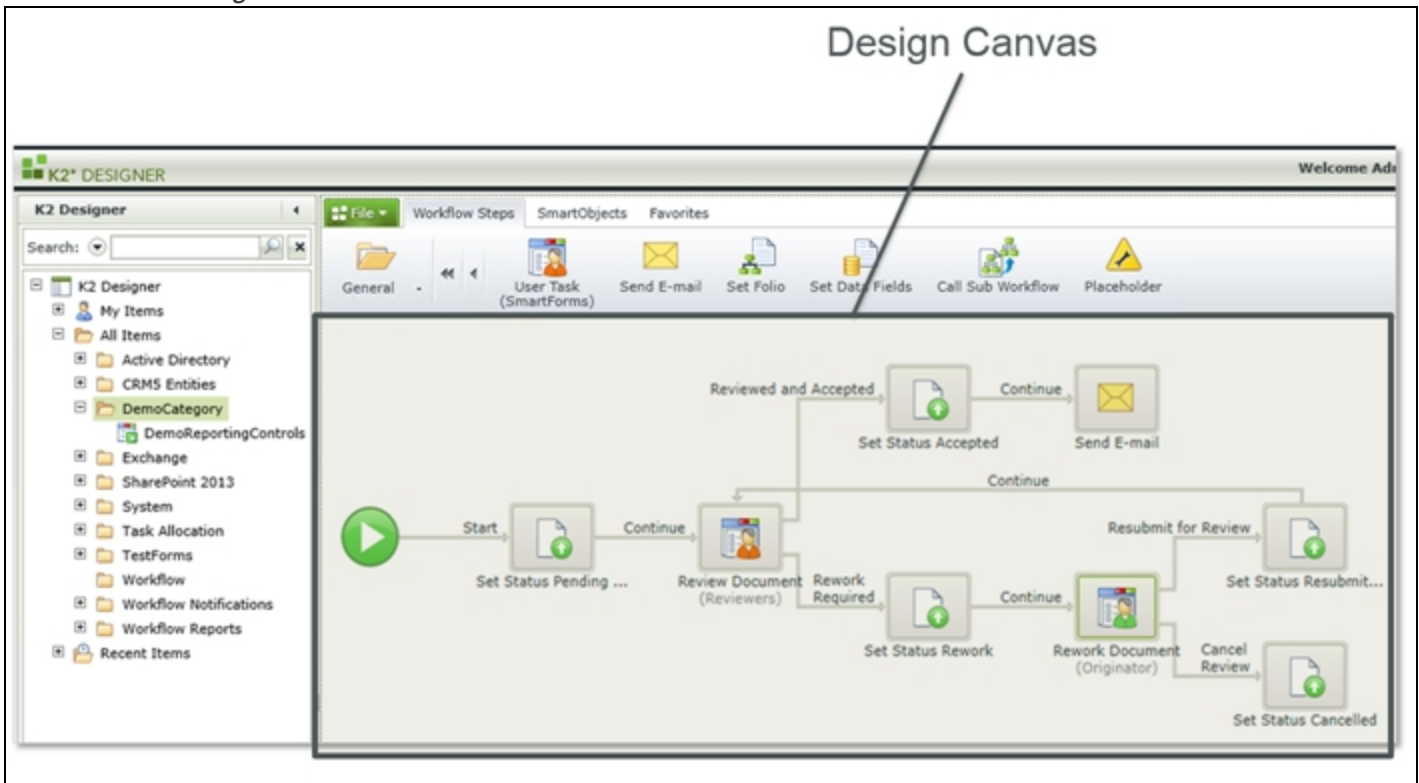 Design Canvas
K2* DESIGNER
Welcome Adm
K2 Designer
File
Workflow Steps
SmartObjects
Favorites
Search:
General
User Task
(SmartForms)
Send E-mail
Set Folio
Set Data Fields
Call Sub Workflow
Placeholder
K2 Designer
My Items
All Items
Active Directory
CRM5 Entities
DemoCategory
DemoReportingControls
Exchange
SharePoint 2013
System
Task Allocation
TestForms
Workflow
Workflow Notifications
Workflow Reports
Recent Items
Reviewed and Accepted
Continue
Set Status Accepted
Send E-mail
Continue
Start
Continue
Resubmit for Review
Set Status Pending ...
Review Document
(Reviewers)
Rework
Required
Continue
Set Status Resubmit...
Set Status Rework
Rework Document
(Originator)
Cancel
Review
Set Status Cancelled